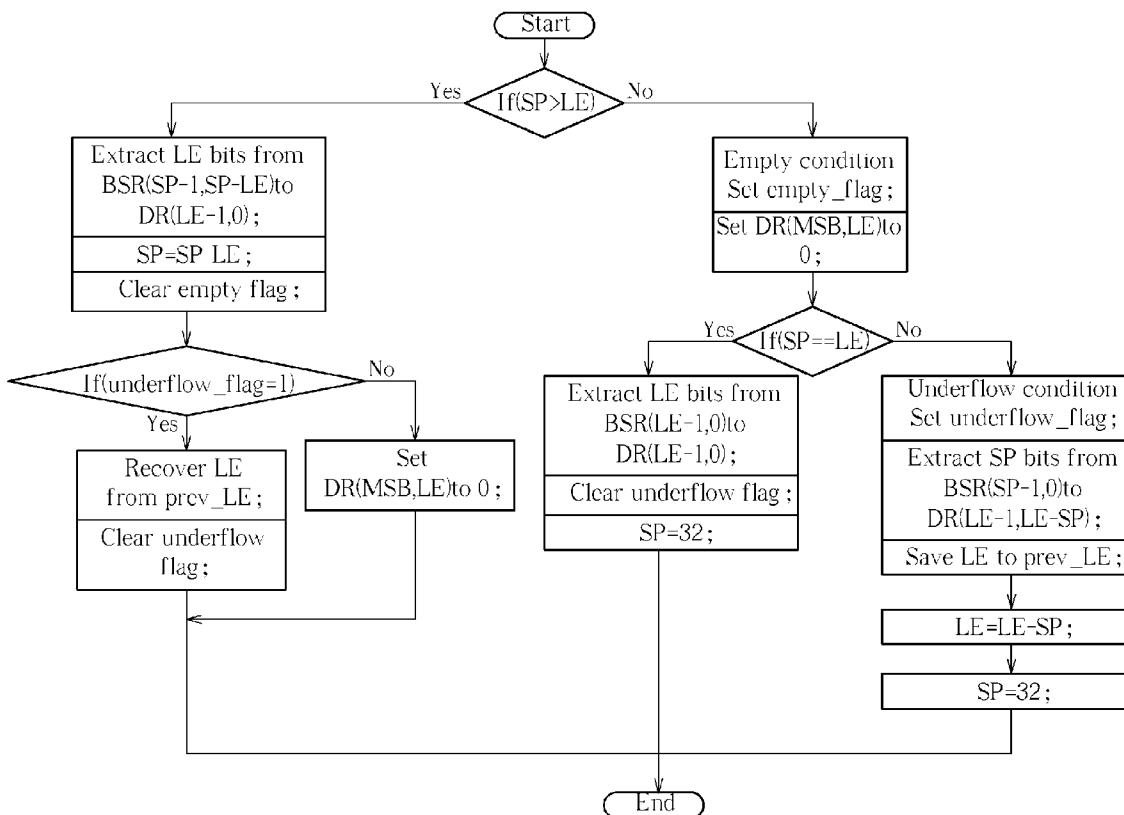 Start
If(SP>LE)
Yes
No
Extract LE bits from
BSR(SP-1,SP-LE)to
DR(LE-1,0);
SP=SP LE;
Clear empty flag;
If(underflow_flag=1)
No
Yes
Recover LE
from prev_LE;
Clear underflow
flag;
Set
DR(MSB,LE)to 0;
Empty condition
Set empty_flag;
Set DR(MSB,LE)to
0;
If(SP==LE)
Yes
No
Extract LE bits from
BSR(LE-1,0)to
DR(LE-1,0);
Clear underflow flag;
SP=32;
Underflow condition
Set underflow_flag;
Extract SP bits from
BSR(SP-1,0)to
DR(LE-1,LE-SP);
Save LE to prev_LE;
LE=LE-SP;
SP=32;
End